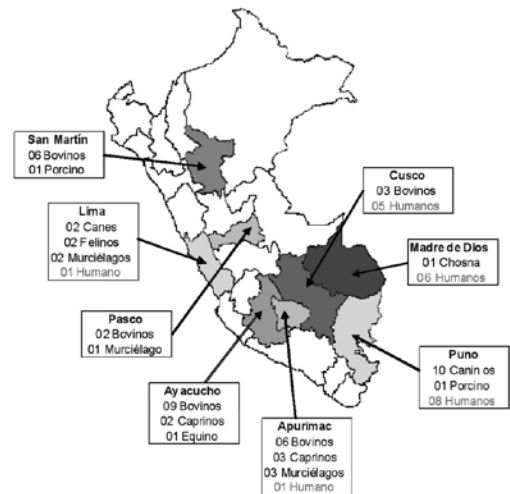 San Martín
06 Bovinos
01 Porcino
Lima
02 Canes
02 Felinos
02 Murciélagos
01 Humano
Pasco
02 Bovinos
01 Murciélago
Ayacucho
09 Bovinos
02 Caprinos
01 Equino
Apurimac
06 Bovinos
03 Caprinos
03 Murciélagos
01 Humano
Cusco
03 Bovinos
05 Humanos
Madre de Dios
01 Chosna
06 Humanos
Puno
10 Caninos
01 Porcino
08 Humanos